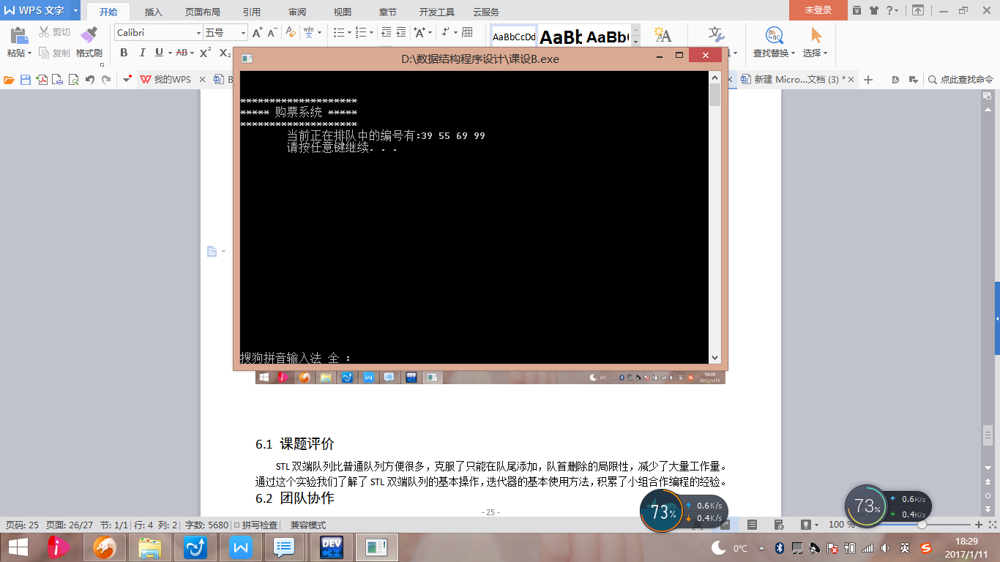 WPS 文字
开始 插入 页面布局 引用 审阅 视图 章节 开发工具 云服务 未登录
粘贴 剪切 复制 格式刷 Calibri 五号 AaBbCcDd AaBb AaBb 查找替换 选择
D:\数据结构程序设计\课设B.exe
我的WPS 新建 Micro...文档 (3) * 点此查找命令
********************
***** 购票系统 *****
********************
当前正在排队中的编号有:39 55 69 99
请按任意键继续. . .
搜狗拼音输入法 全 :
0℃ 18:28
2017/1/11
6.1 课题评价
STL 双端队列比普通队列方便很多，克服了只能在队尾添加，队首删除的局限性，减少了大量工作量。
通过这个实验我们了解了 STL 双端队列的基本操作，迭代器的基本使用方法，积累了小组合作编程的经验。
6.2 团队协作
- 25 -
73% 0.6K/s 0.4K/s
73% 0.6K/s 0.4K/s
页码: 25 页面: 26/27 节: 1/1 行: 4 列: 2 字数: 5680 拼写检查 兼容模式 100 %
DEV C++ 0℃ 英 18:29
2017/1/11